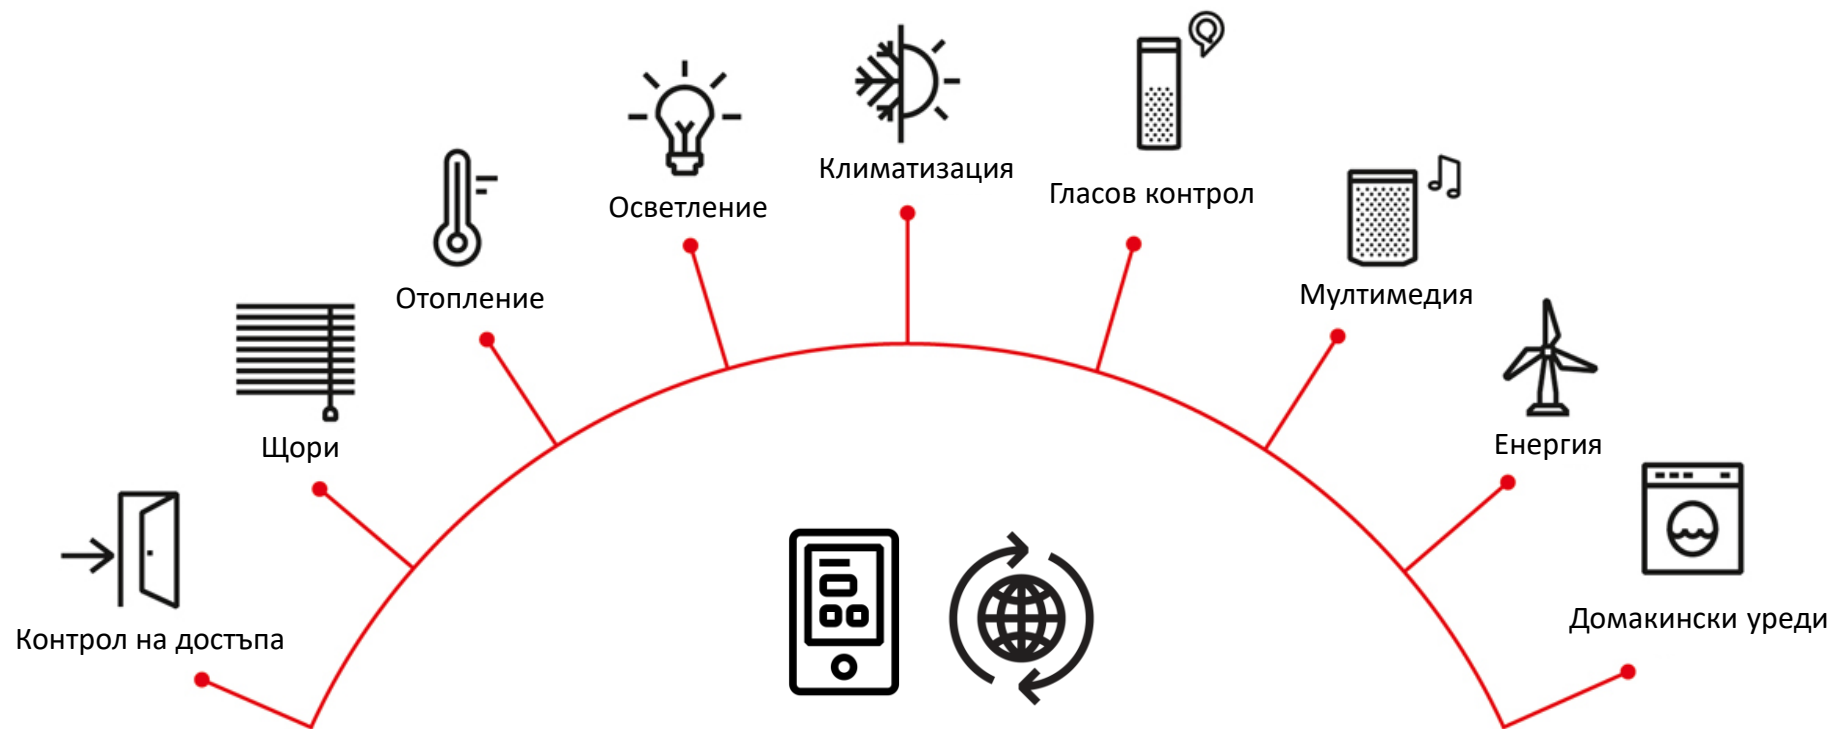 Контрол на достъпа
Щори
Отопление
Осветление
Климатизация
Гласов контрол
Мултимедия
Енергия
Домакински уреди